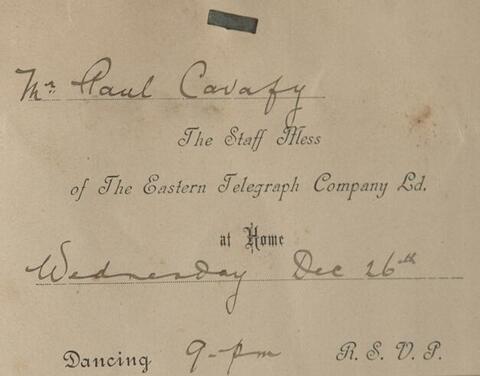 Mr Paul Cavafy
The Staff Mess
of The Eastern Telegraph Company Ld.
at Home
Wednesday Dec 26th
Dancing 9-pm R. S. V. P.